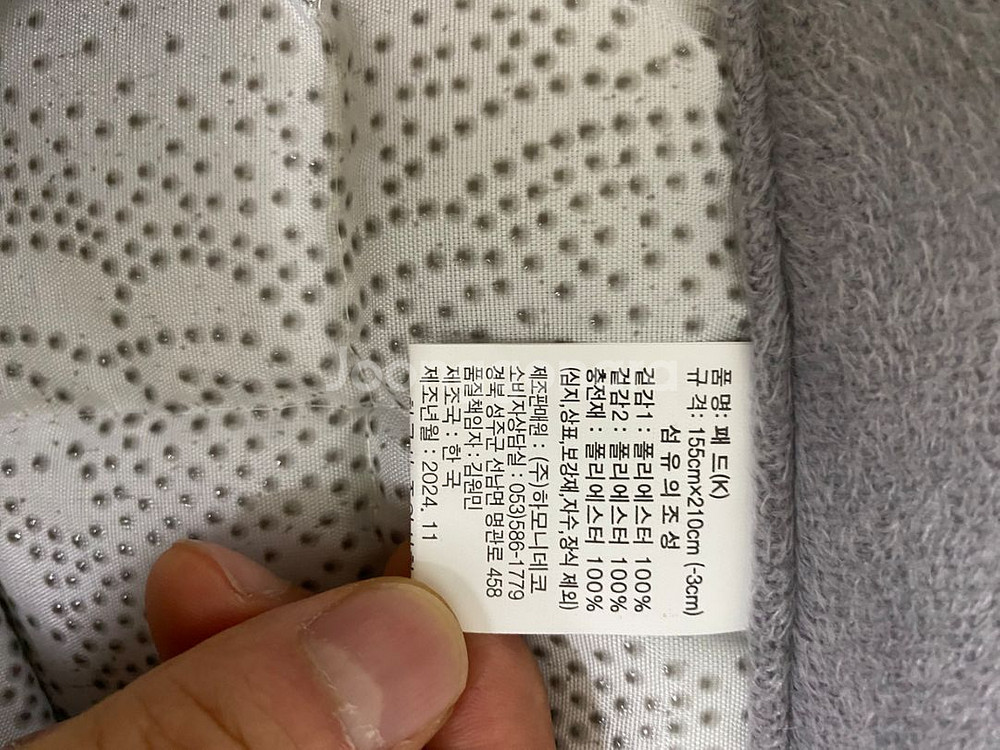 품명: 패 드(K)
규 격: 155cm×210cm (-3cm)
섬 유 의 조 성
겉감1 : 폴리에스터 100%
겉감2 : 폴리에스터 100%
충전재 : 폴리에스터 100%
(심지,상표,보강재,자수,장식 제외)
제조판매원 : (주)하모니데코
소비자상담실 : 053)586-1779
경북 성주군 선남면 명관로 458
품질책임자 : 김원민
제조국 : 한 국
제조년월 : 2024. 11